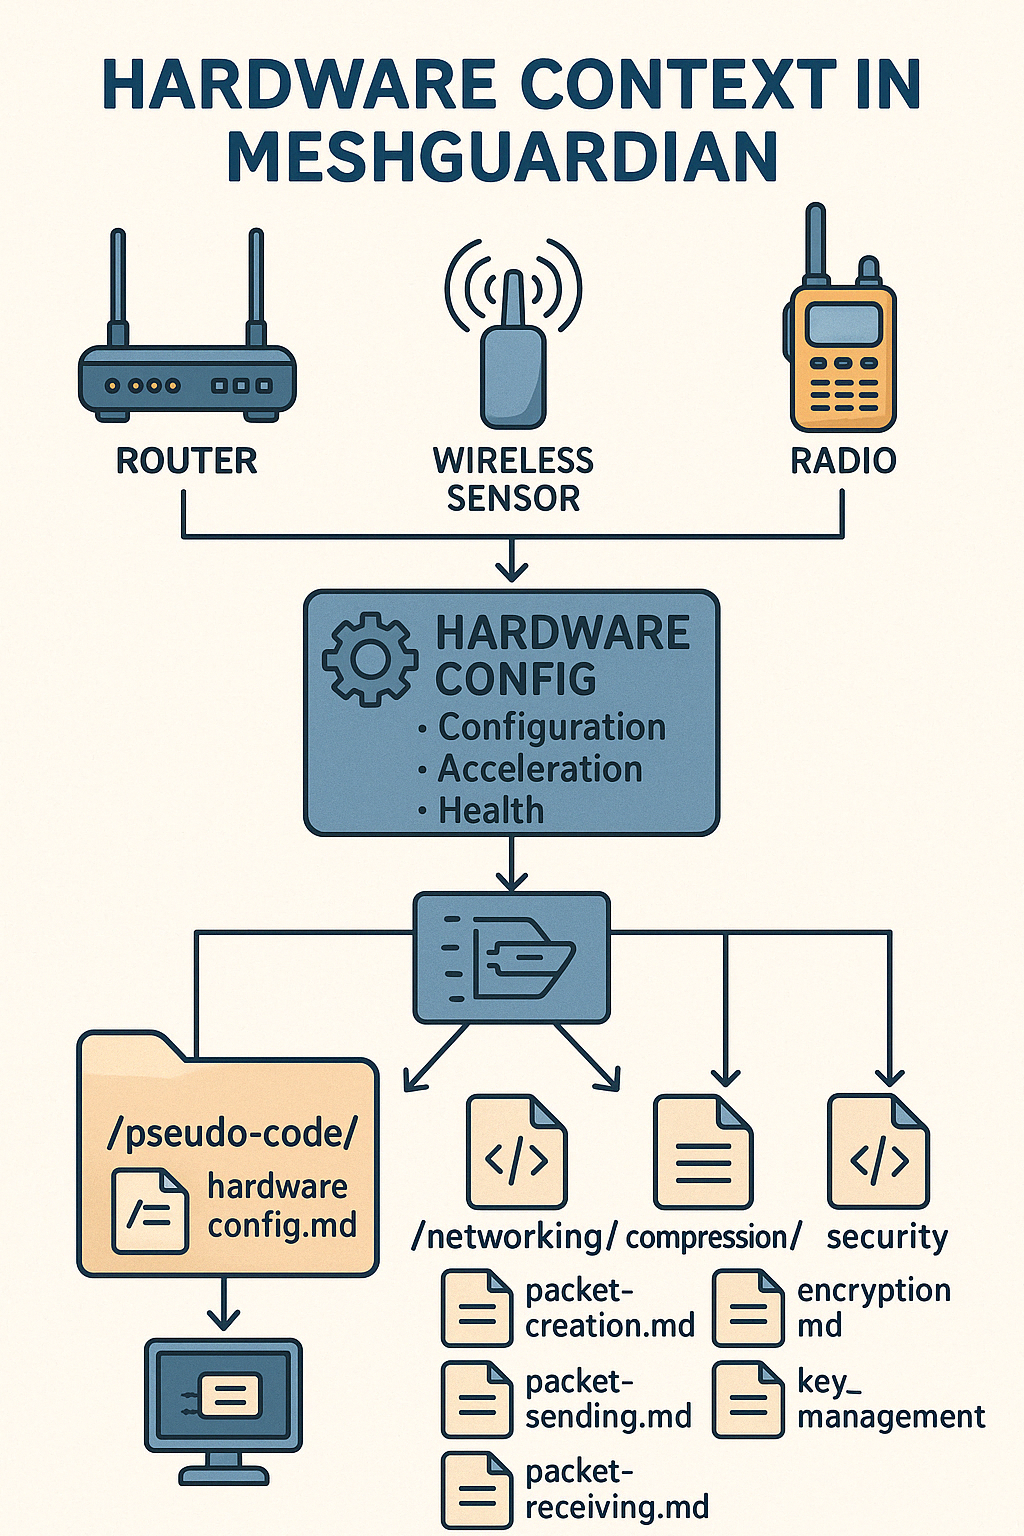 HARDWARE CONTEXT IN
MESHGUARDIAN
ROUTER
WIRELESS
SENSOR
RADIO
HARDWARE
CONFIG
· Configuration
· Acceleration
· Health
/pseudo-code/
hardware
config.md
/networking/
compression/
security
packet-
creation.md
encryption
md
packet-
sending.md
key_
management
packet-
receiving.md